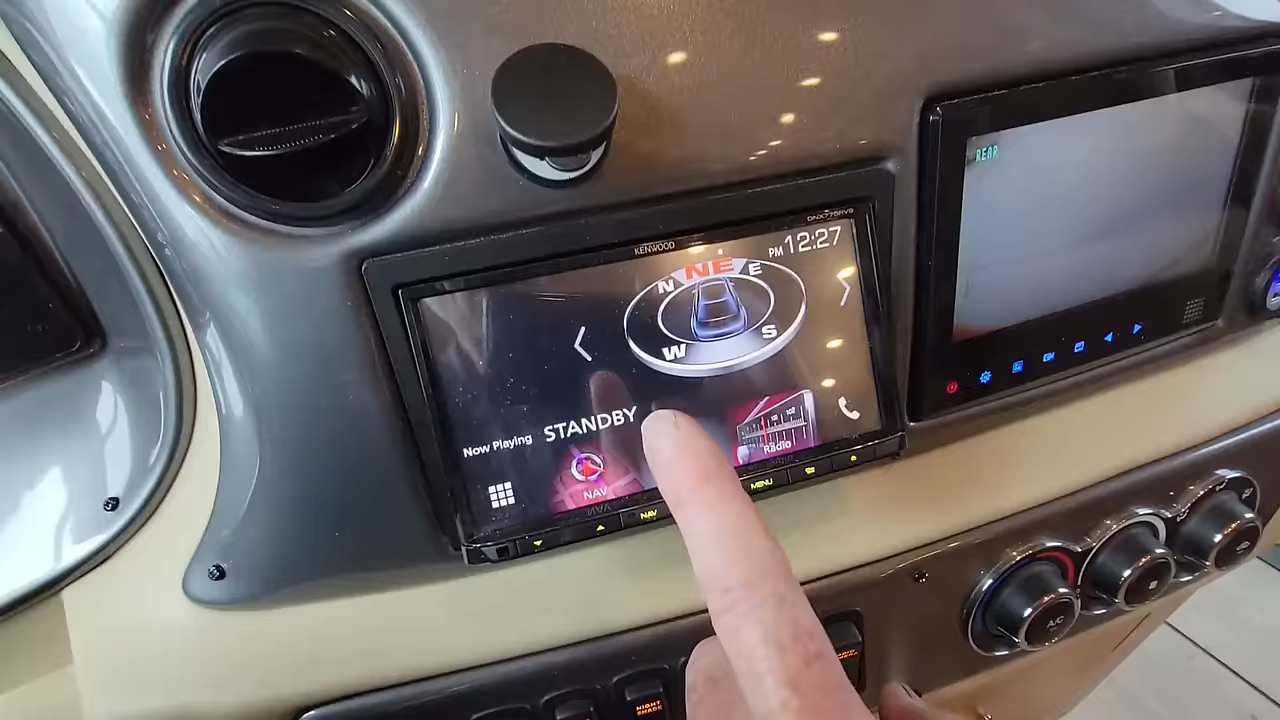 REAR
KENWOOD
DNX775RVS
PM 12:27
N NE E
W S
Now Playing STANDBY
NAV
Radio
NAV
MENU
A/C
NIGHT
SHADE